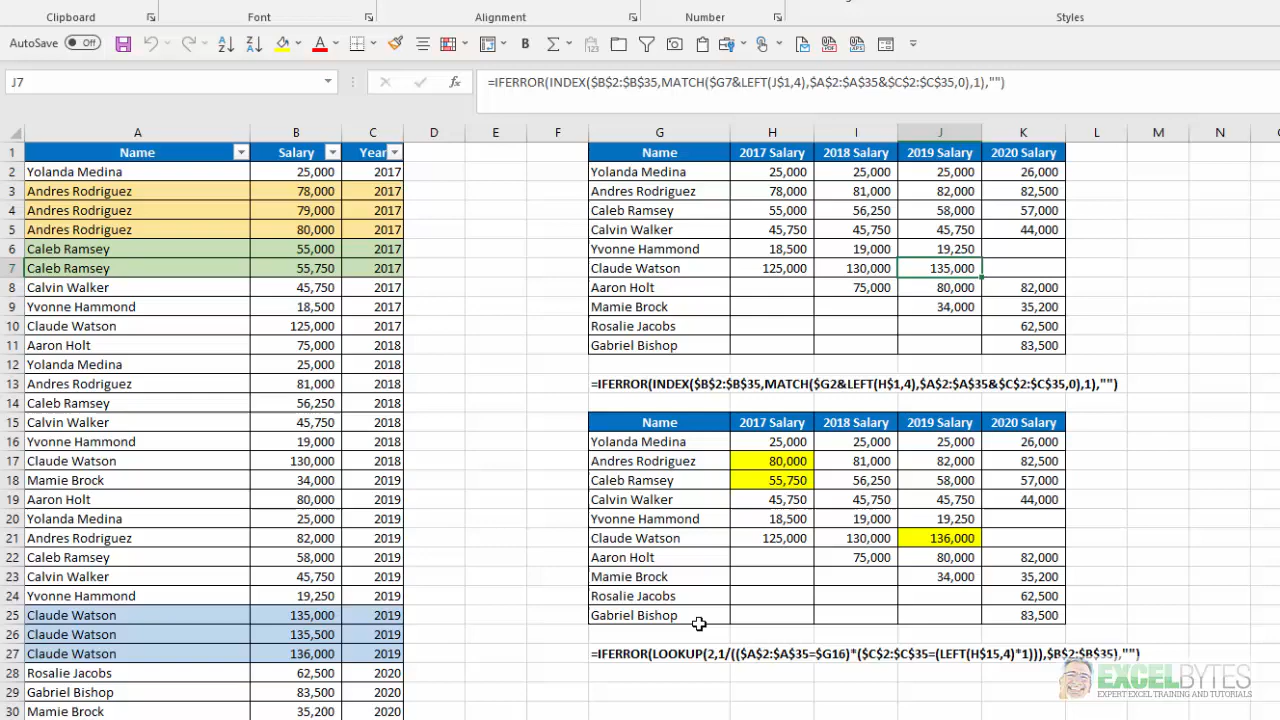 Clipboard Font Alignment Number Styles
AutoSave Off
J7 fx =IFERROR(INDEX($B$2:$B$35,MATCH($G7&LEFT(J$1,4),$A$2:$A$35&$C$2:$C$35,0),1),"")
A B C D E F G H I J K L M N
1 Name Salary Year Name 2017 Salary 2018 Salary 2019 Salary 2020 Salary
2 Yolanda Medina 25,000 2017 Yolanda Medina 25,000 25,000 25,000 26,000
3 Andres Rodriguez 78,000 2017 Andres Rodriguez 78,000 81,000 82,000 82,500
4 Andres Rodriguez 79,000 2017 Caleb Ramsey 55,000 56,250 58,000 57,000
5 Andres Rodriguez 80,000 2017 Calvin Walker 45,750 45,750 45,750 44,000
6 Caleb Ramsey 55,000 2017 Yvonne Hammond 18,500 19,000 19,250
7 Caleb Ramsey 55,750 2017 Claude Watson 125,000 130,000 135,000
8 Calvin Walker 45,750 2017 Aaron Holt 75,000 80,000 82,000
9 Yvonne Hammond 18,500 2017 Mamie Brock 34,000 35,200
10 Claude Watson 125,000 2017 Rosalie Jacobs 62,500
11 Aaron Holt 75,000 2018 Gabriel Bishop 83,500
12 Yolanda Medina 25,000 2018
13 Andres Rodriguez 81,000 2018 =IFERROR(INDEX($B$2:$B$35,MATCH($G2&LEFT(H$1,4),$A$2:$A$35&$C$2:$C$35,0),1),"")
14 Caleb Ramsey 56,250 2018
15 Calvin Walker 45,750 2018 Name 2017 Salary 2018 Salary 2019 Salary 2020 Salary
16 Yvonne Hammond 19,000 2018 Yolanda Medina 25,000 25,000 25,000 26,000
17 Claude Watson 130,000 2018 Andres Rodriguez 80,000 81,000 82,000 82,500
18 Mamie Brock 34,000 2019 Caleb Ramsey 55,750 56,250 58,000 57,000
19 Aaron Holt 80,000 2019 Calvin Walker 45,750 45,750 45,750 44,000
20 Yolanda Medina 25,000 2019 Yvonne Hammond 18,500 19,000 19,250
21 Andres Rodriguez 82,000 2019 Claude Watson 125,000 130,000 136,000
22 Caleb Ramsey 58,000 2019 Aaron Holt 75,000 80,000 82,000
23 Calvin Walker 45,750 2019 Mamie Brock 34,000 35,200
24 Yvonne Hammond 19,250 2019 Rosalie Jacobs 62,500
25 Claude Watson 135,000 2019 Gabriel Bishop 83,500
26 Claude Watson 135,500 2019
27 Claude Watson 136,000 2019 =IFERROR(LOOKUP(2,1/(($A$2:$A$35=$G16)*($C$2:$C$35=(LEFT(H$15,4)*1))),$B$2:$B$35),"")
28 Rosalie Jacobs 62,500 2020 EXCELBYTES
29 Gabriel Bishop 83,500 2020 EXPERT EXCEL TRAINING AND TUTORIALS
30 Mamie Brock 35,200 2020